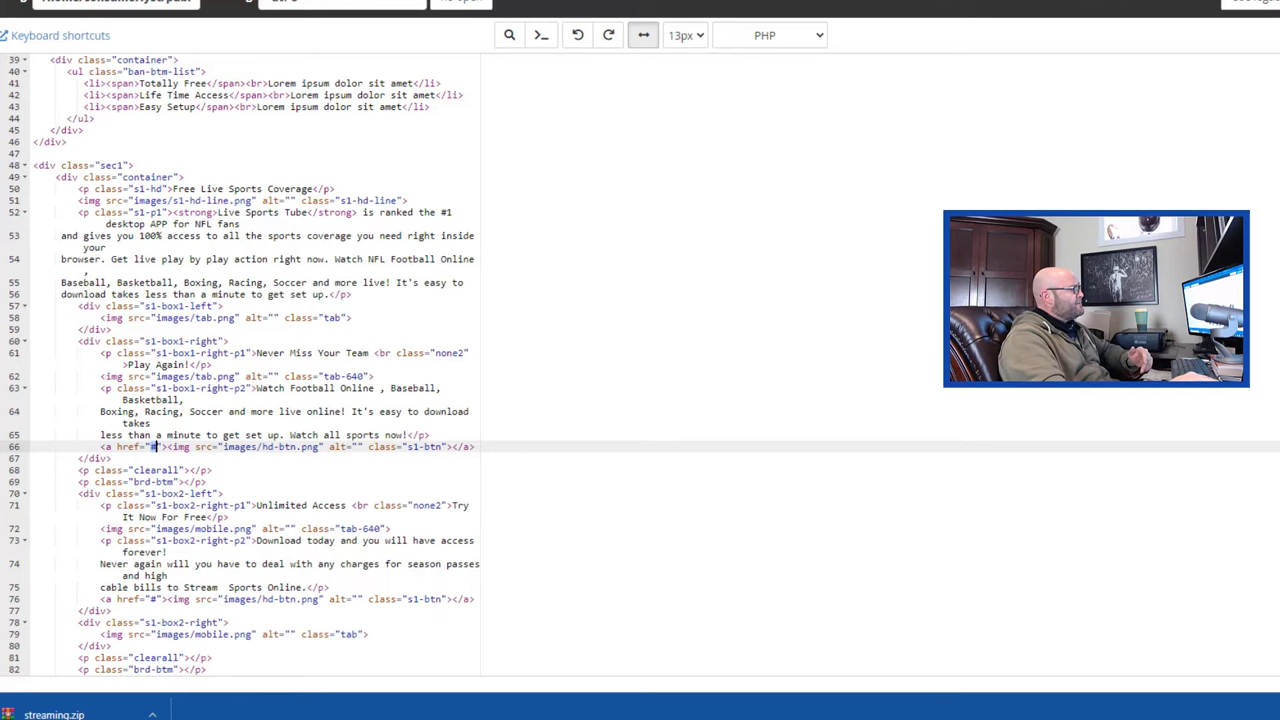 Keyboard shortcuts
13px
PHP
39 <div class="container">
40 <ul class="ban-btm-list">
41 <li><span>Totally Free</span><br>Lorem ipsum dolor sit amet</li>
42 <li><span>Life Time Access</span><br>Lorem ipsum dolor sit amet</li>
43 <li><span>Easy Setup</span><br>Lorem ipsum dolor sit amet</li>
44 </ul>
45 </div>
46 </div>
47
48 <div class="sec1">
49 <div class="container">
50 <p class="s1-hd">Free Live Sports Coverage</p>
51 <img src="images/s1-hd-line.png" alt="" class="s1-hd-line">
52 <p class="s1-p1"><strong>Live Sports Tube</strong> is ranked the #1
desktop APP for NFL fans
53 and gives you 100% access to all the sports coverage you need right inside
your
54 browser. Get live play by play action right now. Watch NFL Football Online
,
55 Baseball, Basketball, Boxing, Racing, Soccer and more live! It's easy to
56 download takes less than a minute to get set up.</p>
57 <div class="s1-box1-left">
58 <img src="images/tab.png" alt="" class="tab">
59 </div>
60 <div class="s1-box1-right">
61 <p class="s1-box1-right-p1">Never Miss Your Team <br class="none2"
>Play Again!</p>
62 <img src="images/tab.png" alt="" class="tab-640">
63 <p class="s1-box1-right-p2">Watch Football Online , Baseball,
Basketball,
64 Boxing, Racing, Soccer and more live online! It's easy to download
takes
65 less than a minute to get set up. Watch all sports now!</p>
66 <a href="#"><img src="images/hd-btn.png" alt="" class="s1-btn"></a>
67 </div>
68 <p class="clearall"></p>
69 <p class="brd-btm"></p>
70 <div class="s1-box2-left">
71 <p class="s1-box2-right-p1">Unlimited Access <br class="none2">Try
It Now For Free</p>
72 <img src="images/mobile.png" alt="" class="tab-640">
73 <p class="s1-box2-right-p2">Download today and you will have access
forever!
74 Never again will you have to deal with any charges for season passes
and high
75 cable bills to Stream  Sports Online.</p>
76 <a href="#"><img src="images/hd-btn.png" alt="" class="s1-btn"></a>
77 </div>
78 <div class="s1-box2-right">
79 <img src="images/mobile.png" alt="" class="tab">
80 </div>
81 <p class="clearall"></p>
82 <p class="brd-btm"></p>
streaming.zip